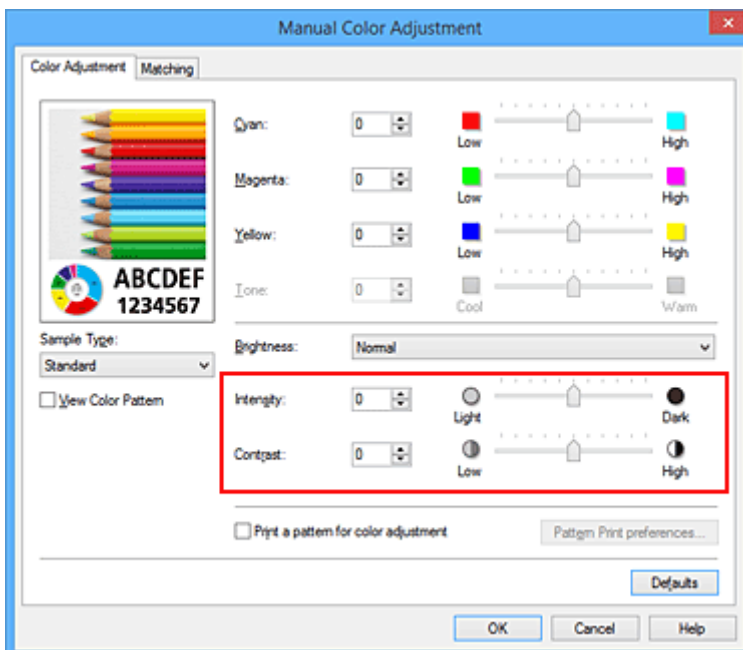 Manual Color Adjustment
Color Adjustment
Matching
Cyan:
0
Low
High
Magenta:
0
Low
High
Yellow:
0
Low
High
Tone:
0
Cool
Warm
ABCDEF
1234567
Sample Type:
Standard
View Color Pattern
Brightness:
Normal
Intensity:
0
Light
Dark
Contrast:
0
Low
High
Print a pattern for color adjustment
Pattern Print preferences...
Defaults
OK
Cancel
Help